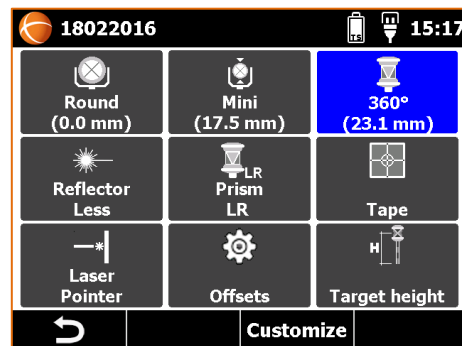 18022016
TS
15:17
Round
(0.0 mm)
Mini
(17.5 mm)
360°
(23.1 mm)
Reflector
Less
LR
Prism
LR
Tape
Laser
Pointer
Offsets
H
Target height
Customize